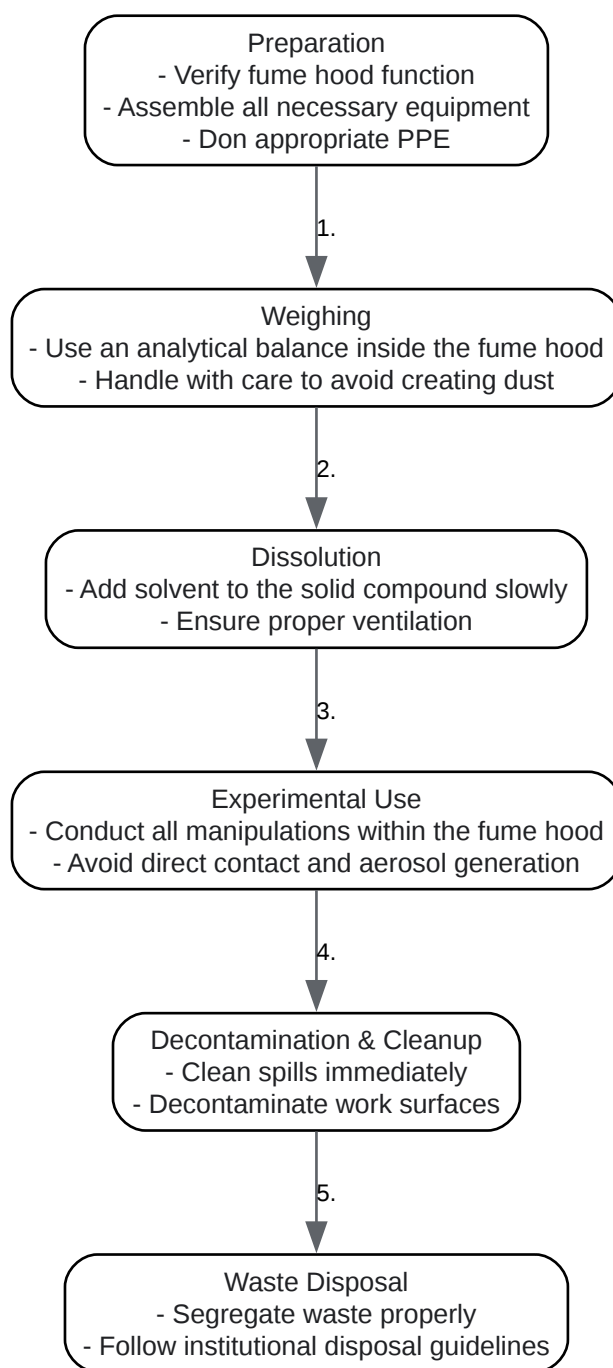 Preparation
- Verify fume hood function
- Assemble all necessary equipment
- Don appropriate PPE
1.
Weighing
- Use an analytical balance inside the fume hood
- Handle with care to avoid creating dust
2.
Dissolution
- Add solvent to the solid compound slowly
- Ensure proper ventilation
3.
Experimental Use
- Conduct all manipulations within the fume hood
- Avoid direct contact and aerosol generation
4.
Decontamination & Cleanup
- Clean spills immediately
- Decontaminate work surfaces
5.
Waste Disposal
- Segregate waste properly
- Follow institutional disposal guidelines